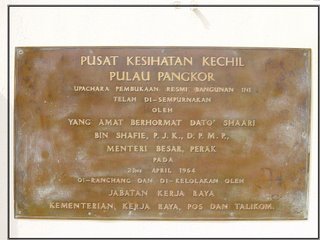 PUSAT KESIHATAN KECHIL
PULAU PANGKOR
UPACHARA PEMBUKAAN RESMI BANGUNAN INI
TELAH DI-SEMPURNAKAN
OLEH
YANG AMAT BERHORMAT DATO' SHAARI
BIN SHAFIE, P. J. K., D. P. M. P.,
MENTERI BESAR, PERAK
PADA
APRIL 1964
DI-RANCHANG DAN DI-KELOLAKAN OLEH
JABATAN KERJA RAYA
KEMENTERIAN, KERJA RAYA, POS DAN TALIKOM.